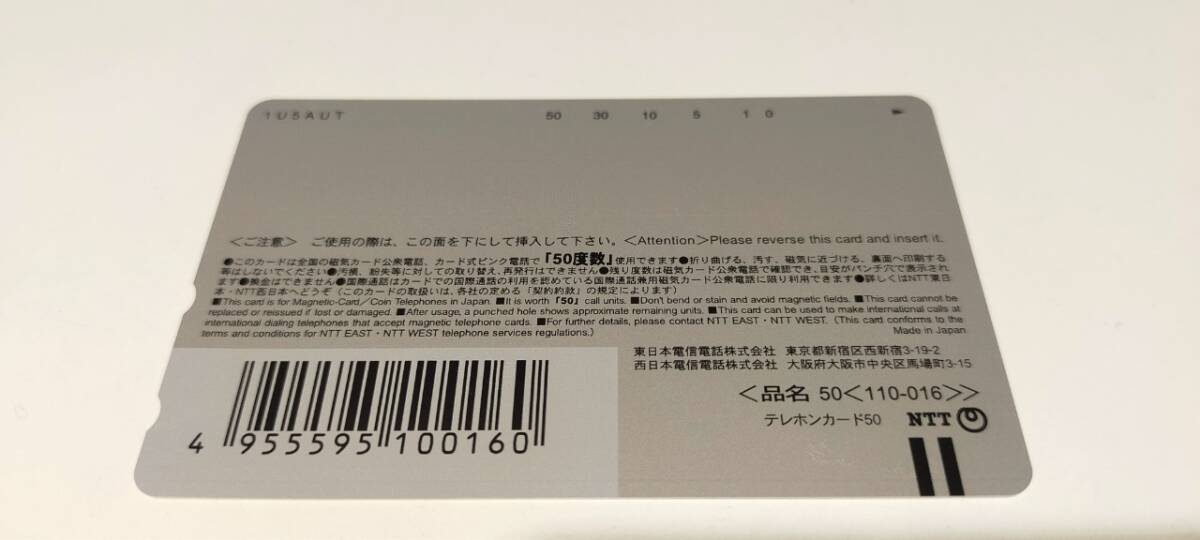 1U5AUT 50 30 10 5 1 0
＜ご注意＞ ご使用の際は、この面を下にして挿入して下さい。＜Attention＞Please reverse this card and insert it.
●このカードは全国の磁気カード公衆電話、カード式ピンク電話で『50度数』使用できます●折り曲げる、汚す、磁気に近づける、裏面へ印刷する
等はしないでください●汚損、紛失等に対しての取り替え、再発行はできません●残り度数は磁気カード公衆電話で確認でき、目安がパンチ穴で表示され
ます●換金はできません●国際通話はカードでの国際通話の利用を認めている国際通話兼用磁気カード公衆電話に限り利用できます●詳しくはNTT東日
本・NTT西日本へどうぞ（このカードの取扱いは、各社の定める「契約約款」の規定によります）
■This card is for Magnetic-Card／Coin Telephones in Japan. ■It is worth「50」call units. ■Don't bend or stain and avoid magnetic fields. ■This card cannot be
replaced or reissued if lost or damaged. ■After usage, a punched hole shows approximate remaining units. ■This card can be used to make international calls at
international dialing telephones that accept magnetic telephone cards. ■For further details, please contact NTT EAST・NTT WEST. (This card conforms to the
terms and conditions for NTT EAST・NTT WEST telephone services regulations.)
Made in Japan
東日本電信電話株式会社 東京都新宿区西新宿3-19-2
西日本電信電話株式会社 大阪府大阪市中央区馬場町3-15
＜品名 50＜110-016＞＞
テレホンカード50 NTT
4 955595 100160